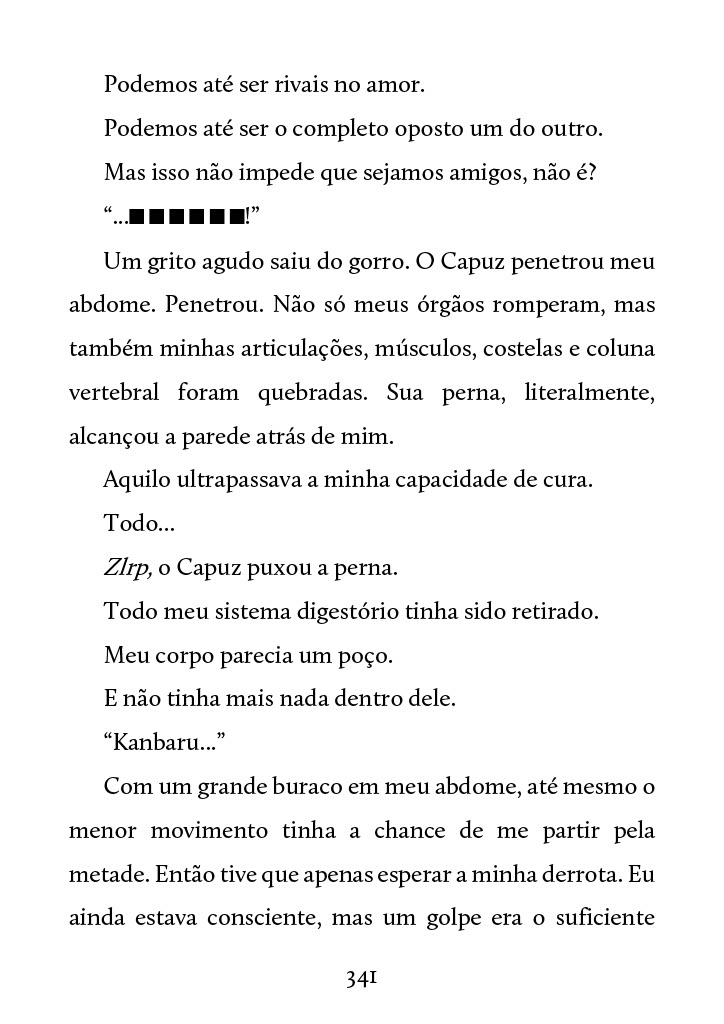 Podemos até ser rivais no amor.
Podemos até ser o completo oposto um do outro.
Mas isso não impede que sejamos amigos, não é?
“...■■■■■■!”
Um grito agudo saiu do gorro. O Capuz penetrou meu
abdome. Penetrou. Não só meus órgãos romperam, mas
também minhas articulações, músculos, costelas e coluna
vertebral foram quebradas. Sua perna, literalmente,
alcançou a parede atrás de mim.
Aquilo ultrapassava a minha capacidade de cura.
Todo...
Zlrp, o Capuz puxou a perna.
Todo meu sistema digestório tinha sido retirado.
Meu corpo parecia um poço.
E não tinha mais nada dentro dele.
“Kanbaru...”
Com um grande buraco em meu abdome, até mesmo o
menor movimento tinha a chance de me partir pela
metade. Então tive que apenas esperar a minha derrota. Eu
ainda estava consciente, mas um golpe era o suficiente
341